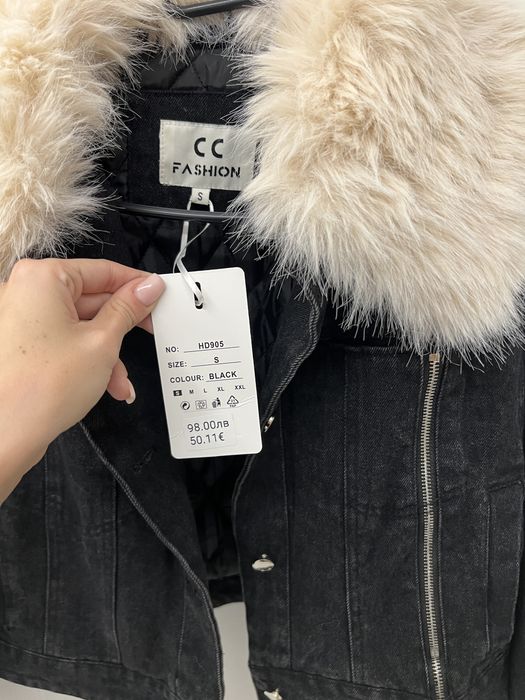 CC
FASHION
S
NO: HD905
SIZE: S
COLOUR: BLACK
S M L XL XXL
98.00лв
50.11€